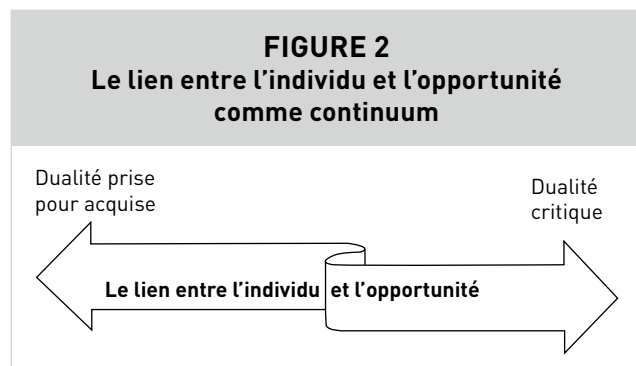 FIGURE 2
Le lien entre l’individu et l’opportunité
comme continuum
Dualité prise
pour acquise
Dualité
critique
Le lien entre l’individu et l’opportunité